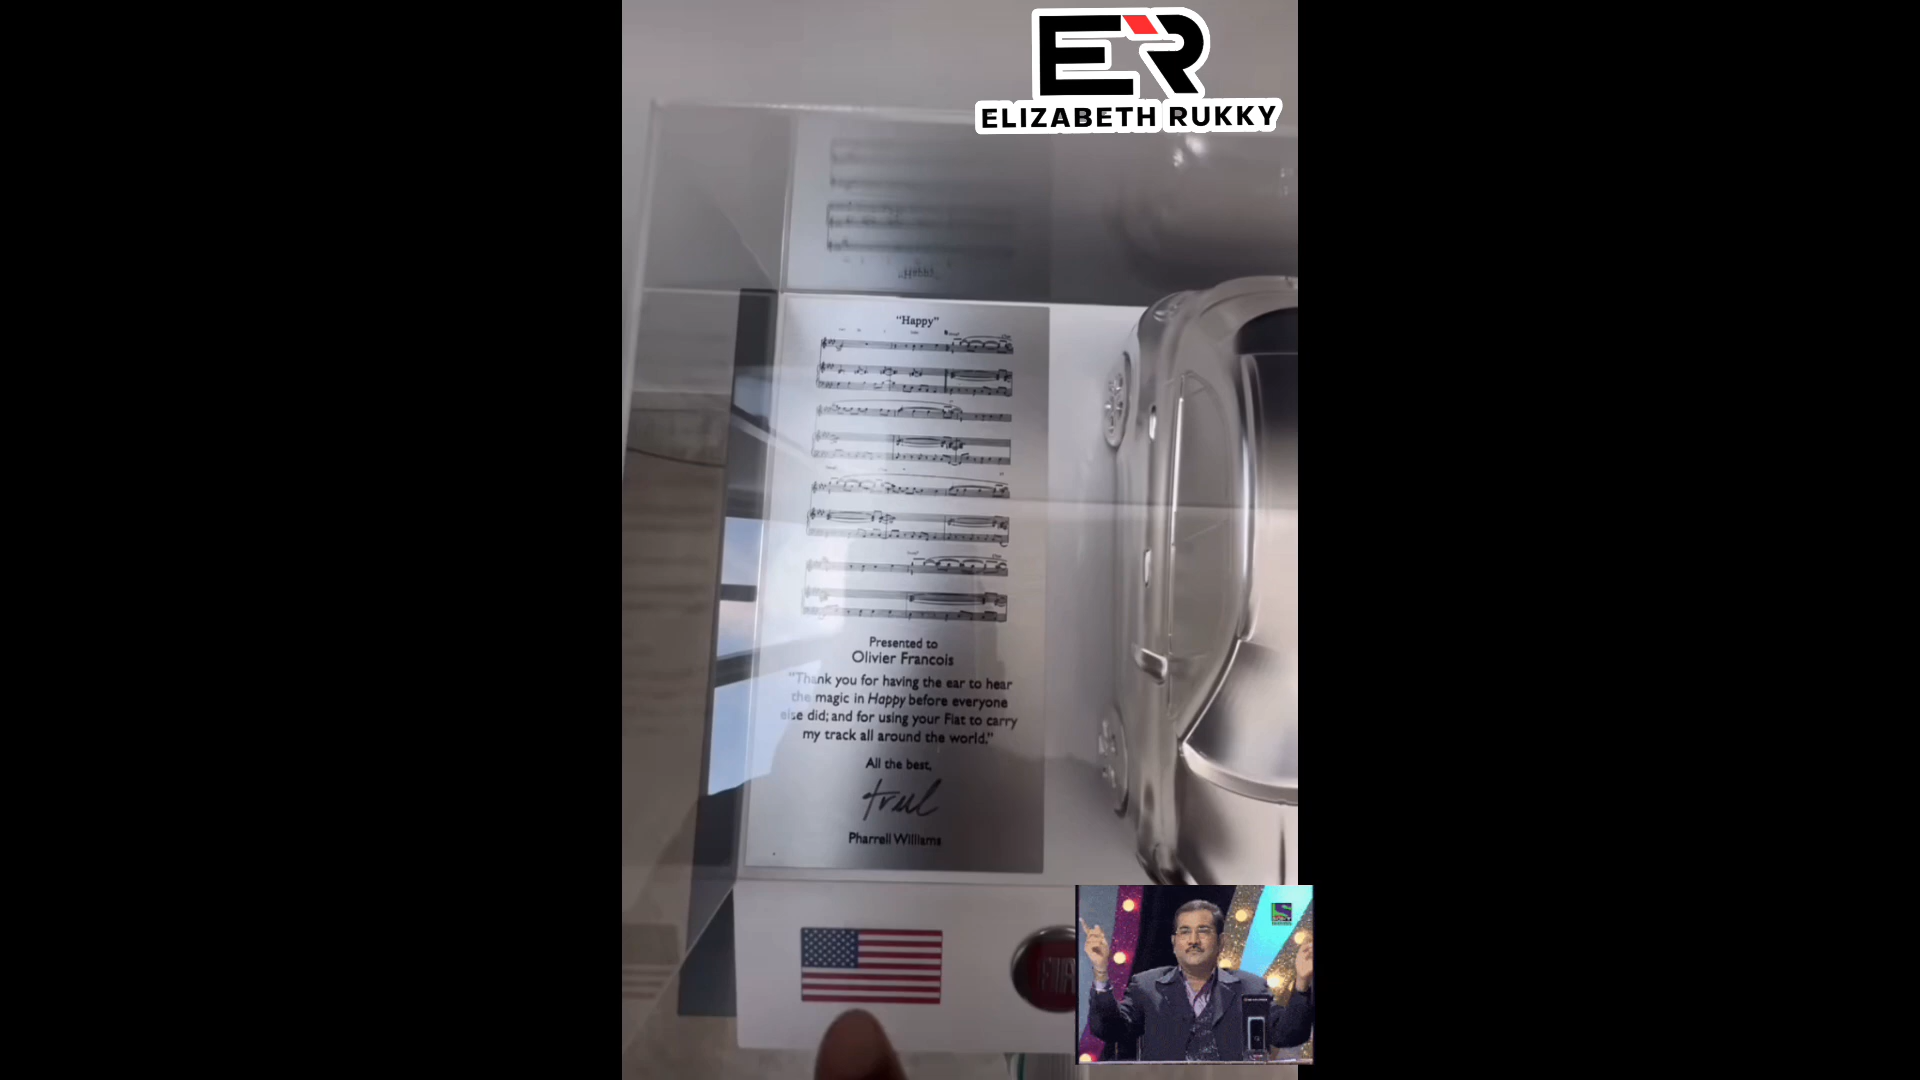 ER
ELIZABETH RUKKY
"Happy"
Presented to
Olivier Francois
"Thank you for having the ear to hear
the magic in Happy before everyone
else did; and for using your Fiat to carry
my track all around the world."
All the best,
Pharrell Williams